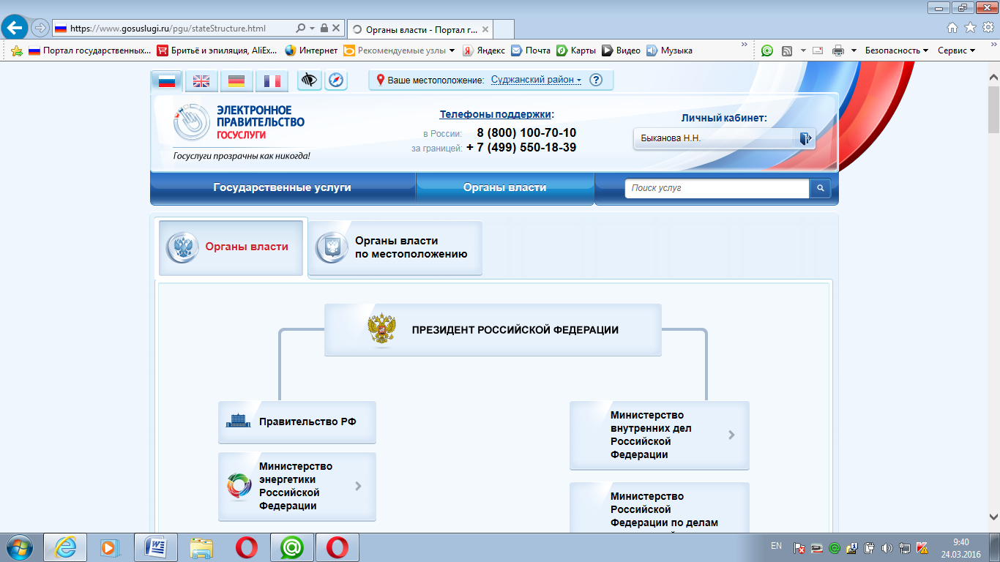 https://www.gosuslugi.ru/pgu/stateStructure.html
Органы власти - Портал г...
Портал государственных...
Бритьё и эпиляция, AliEx...
Интернет
Рекомендуемые узлы
Яндекс
Почта
Карты
Видео
Музыка
Безопасность
Сервис
Ваше местоположение: Суджанский район
?
ЭЛЕКТРОННОЕ
ПРАВИТЕЛЬСТВО
ГОСУСЛУГИ
Госуслуги прозрачны как никогда!
Телефоны поддержки:
в России: 8 (800) 100-70-10
за границей: + 7 (499) 550-18-39
Личный кабинет:
Быканова Н.Н.
Государственные услуги
Органы власти
Поиск услуг
Органы власти
Органы власти
по местоположению
ПРЕЗИДЕНТ РОССИЙСКОЙ ФЕДЕРАЦИИ
Правительство РФ
Министерство
энергетики
Российской
Федерации
Министерство
внутренних дел
Российской
Федерации
Министерство
Российской
Федерации по делам
EN
9:40
24.03.2016